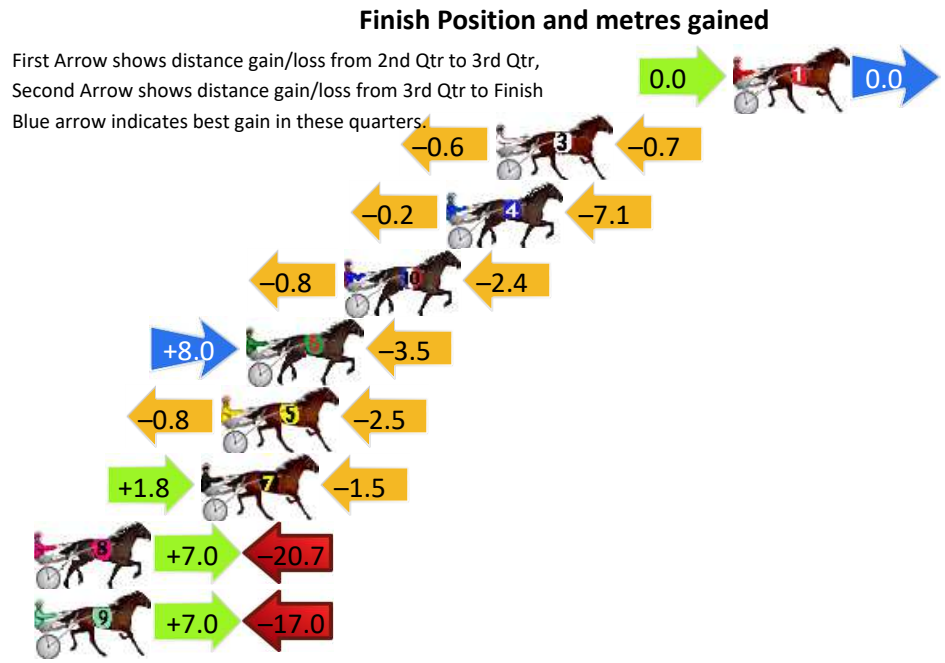 Finish Position and metres gained
First Arrow shows distance gain/loss from 2nd Qtr to 3rd Qtr,
Second Arrow shows distance gain/loss from 3rd Qtr to Finish
Blue arrow indicates best gain in these quarters.
0.0 1 0.0
–0.6 3 –0.7
–0.2 4 –7.1
–0.8 10 –2.4
+8.0 –3.5
–0.8 5 –2.5
+1.8 7 –1.5
8 +7.0 –20.7
9 +7.0 –17.0